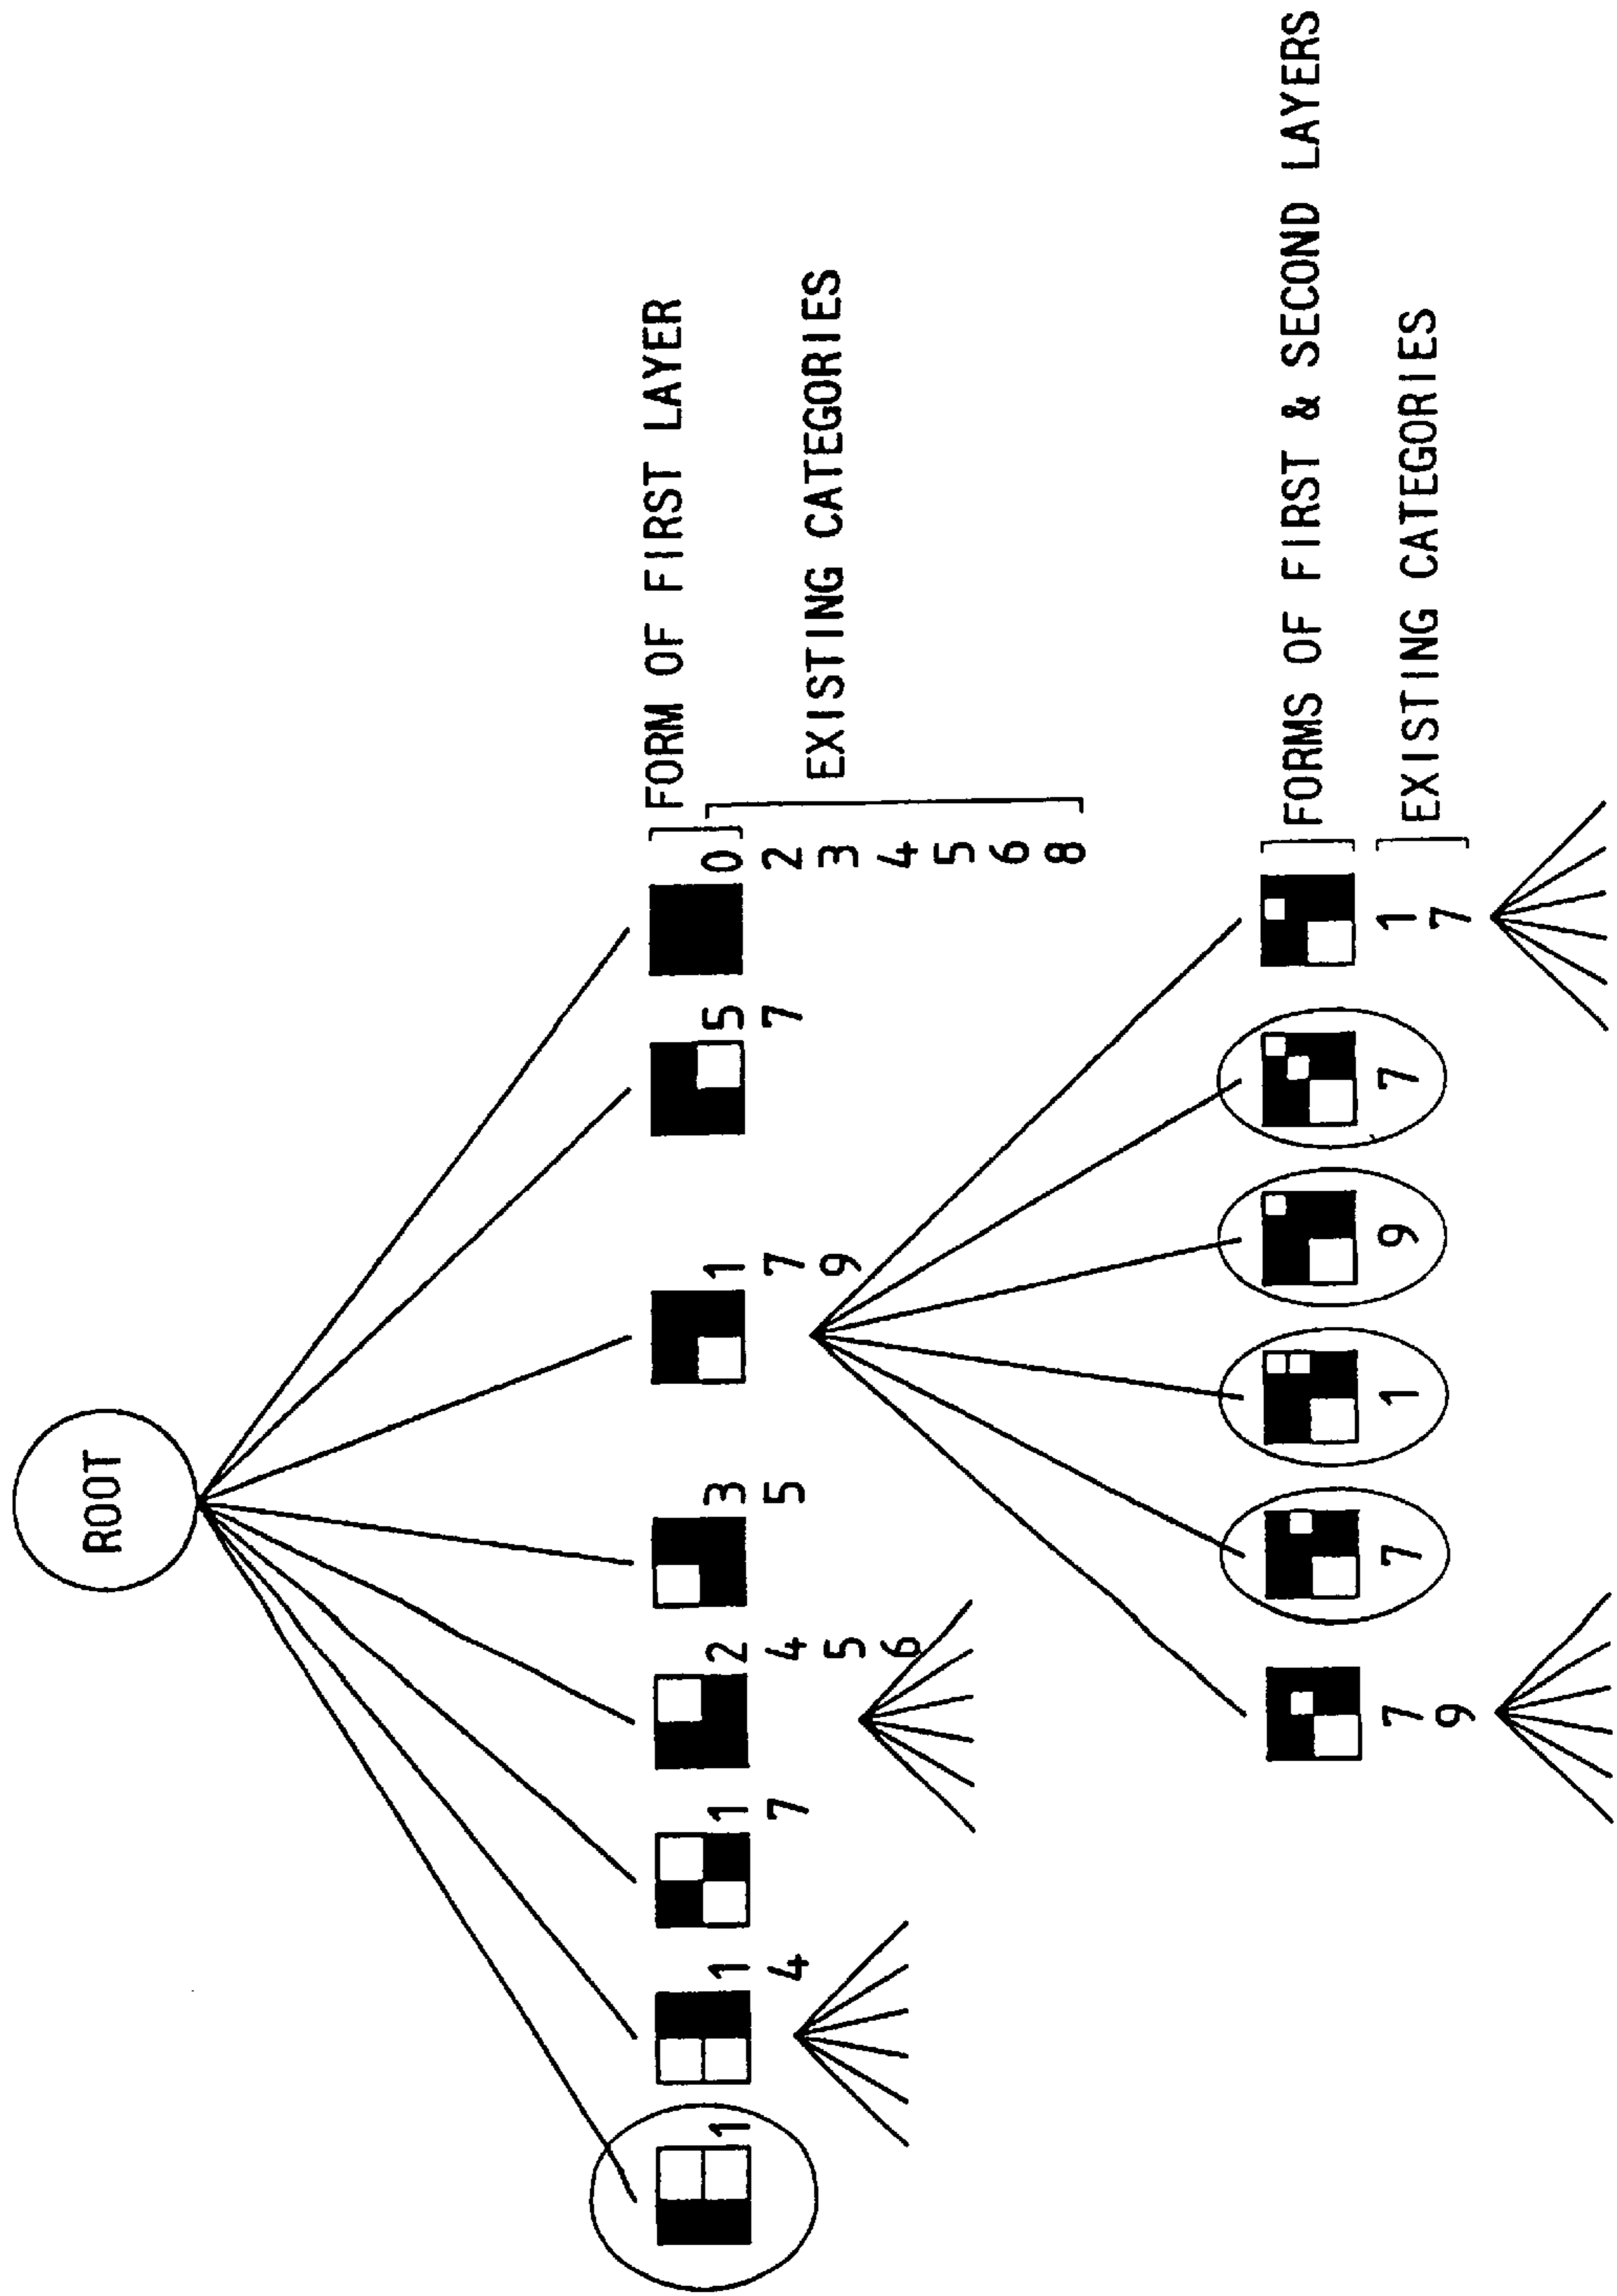 ROOT
FORM OF FIRST LAYER
1 1 1 2 3 1 5 0
4 7 4 5 7 7 2
5 9 3
EXISTING CATEGORIES
6 4
5
6
8
FORMS OF FIRST & SECOND LAYERS
7 7 1 9 7 1
EXISTING CATEGORIES
9 7